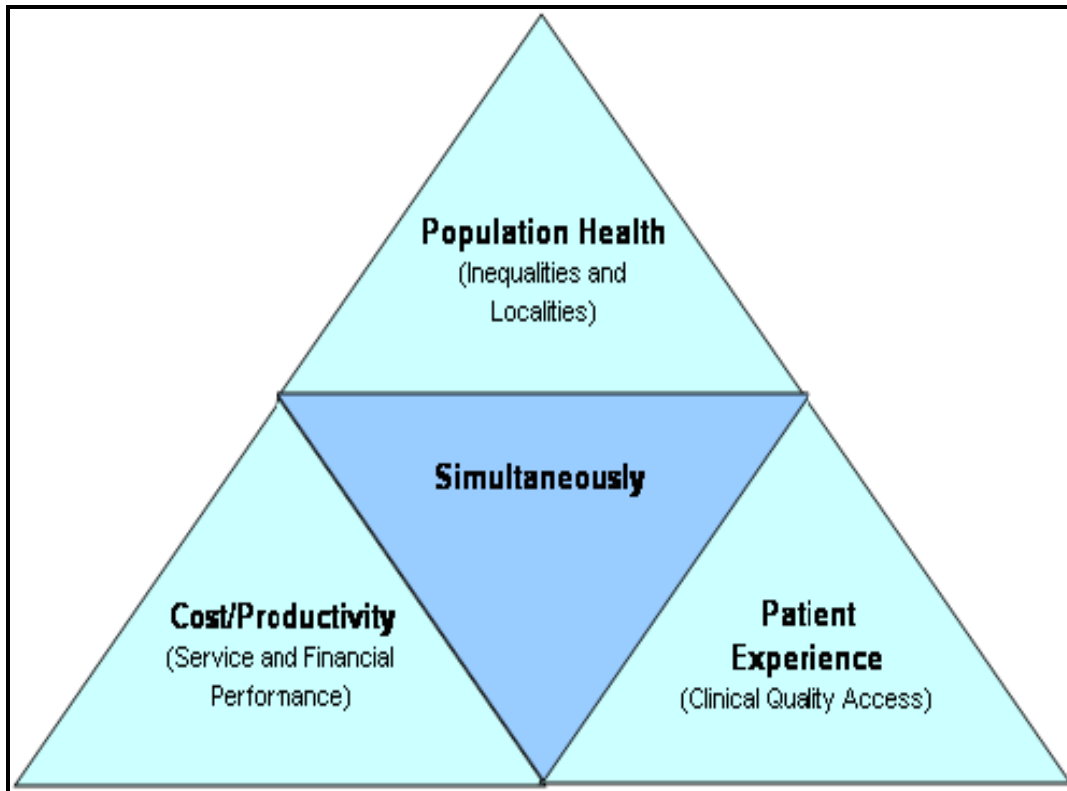 Population Health
(Inequalities and
Localities)
Simultaneously
Cost/Productivity
(Service and Financial
Performance)
Patient
Experience
(Clinical Quality Access)